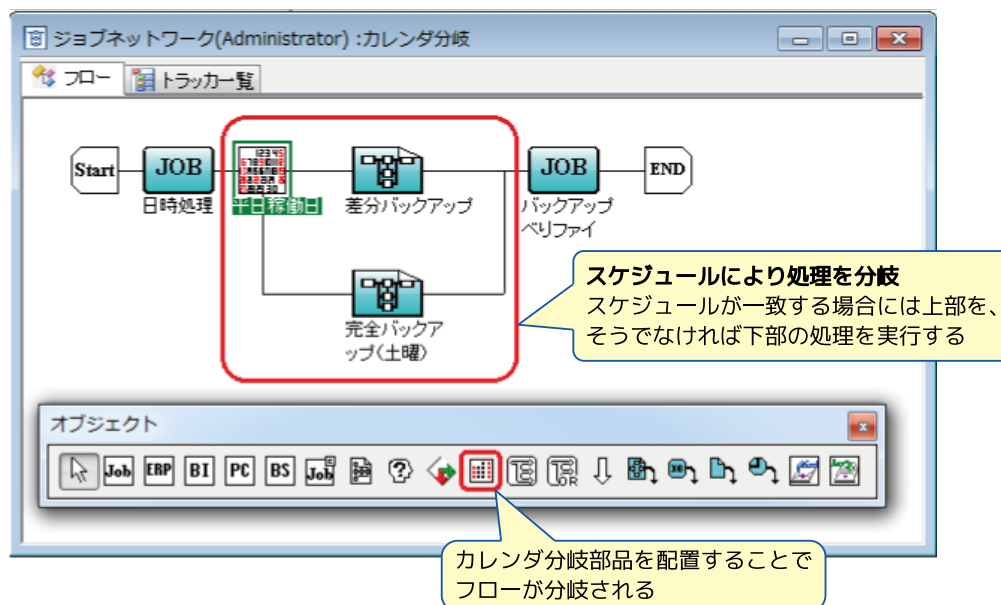 ジョブネットワーク(Administrator) :カレンダ分岐
フロー
トラッカ一覧
Start
JOB
日時処理
平日稼働日
差分バックアップ
JOB
バックアップ
ベリファイ
END
完全バックア
ップ(土曜)
スケジュールにより処理を分岐
スケジュールが一致する場合には上部を、
そうでなければ下部の処理を実行する
オブジェクト
Job
ERP
BI
PC
BS
Job
OR
カレンダ分岐部品を配置することで
フローが分岐される